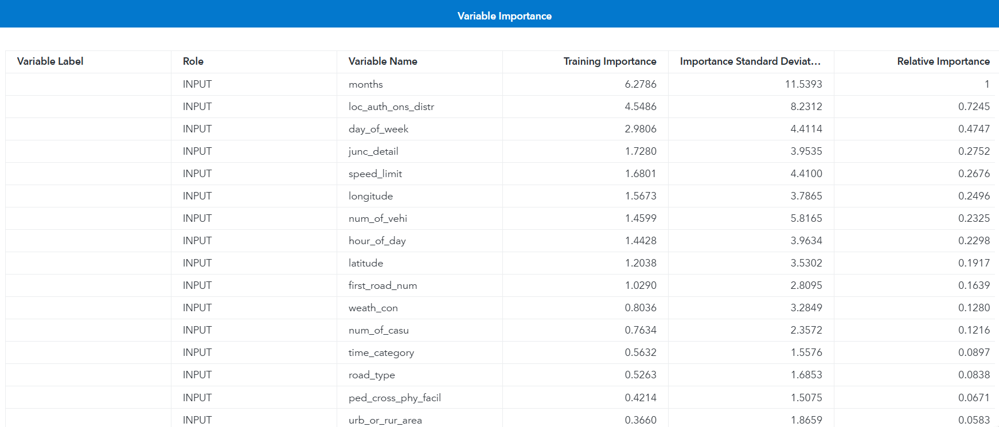 Variable Importance
Variable Label Role Variable Name Training Importance Importance Standard Deviat... Relative Importance
INPUT months 6.2786 11.5393 1
INPUT loc_auth_ons_distr 4.5486 8.2312 0.7245
INPUT day_of_week 2.9806 4.4114 0.4747
INPUT junc_detail 1.7280 3.9535 0.2752
INPUT speed_limit 1.6801 4.4100 0.2676
INPUT longitude 1.5673 3.7865 0.2496
INPUT num_of_vehi 1.4599 5.8165 0.2325
INPUT hour_of_day 1.4428 3.9634 0.2298
INPUT latitude 1.2038 3.5302 0.1917
INPUT first_road_num 1.0290 2.8095 0.1639
INPUT weath_con 0.8036 3.2849 0.1280
INPUT num_of_casu 0.7634 2.3572 0.1216
INPUT time_category 0.5632 1.5576 0.0897
INPUT road_type 0.5263 1.6853 0.0838
INPUT ped_cross_phy_facil 0.4214 1.5075 0.0671
INPUT urb_or_rur_area 0.3660 1.8659 0.0583